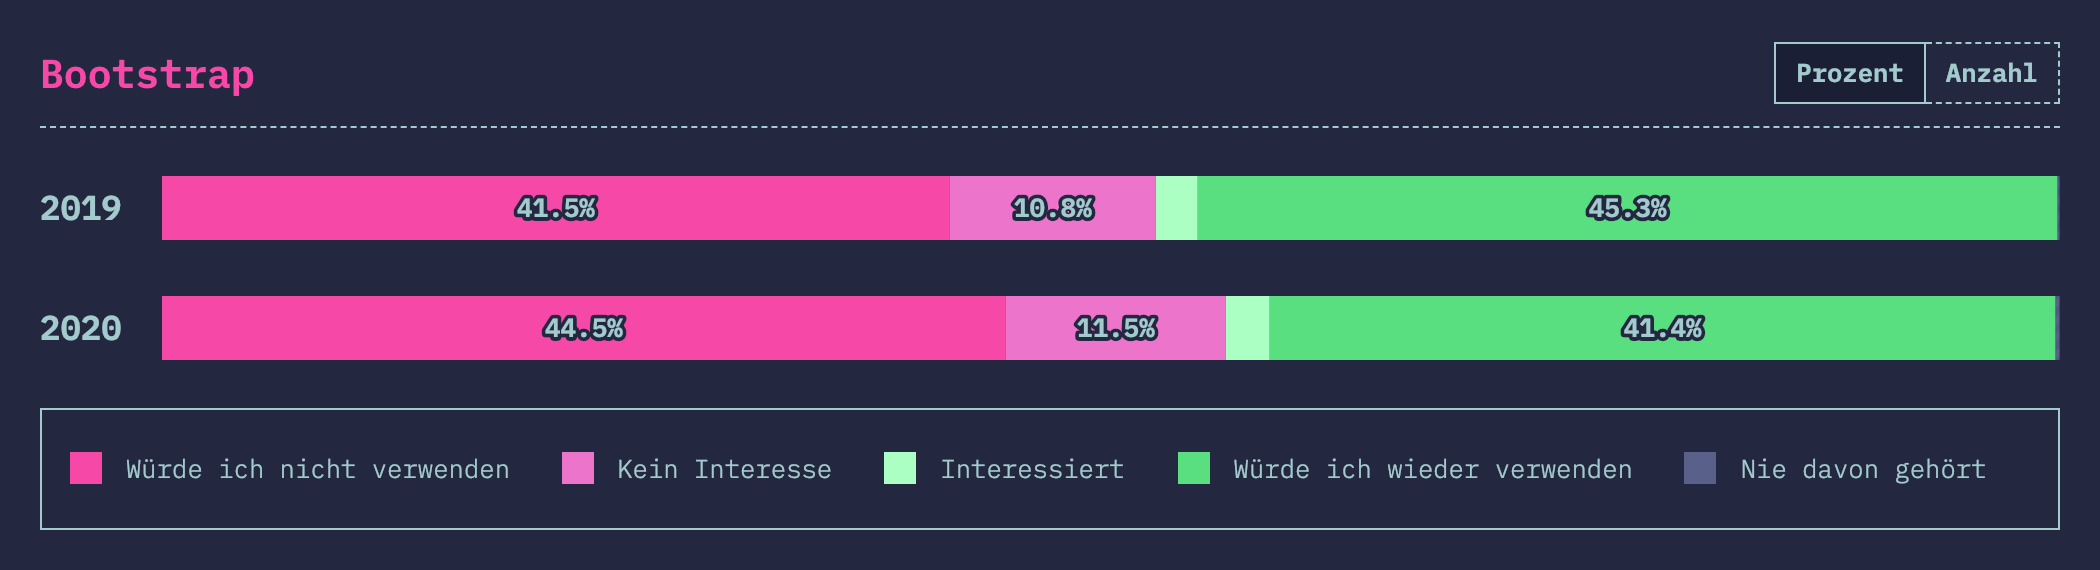 Bootstrap
Prozent Anzahl
2019 41.5% 10.8% 45.3%
2020 44.5% 11.5% 41.4%
Würde ich nicht verwenden Kein Interesse Interessiert Würde ich wieder verwenden Nie davon gehört